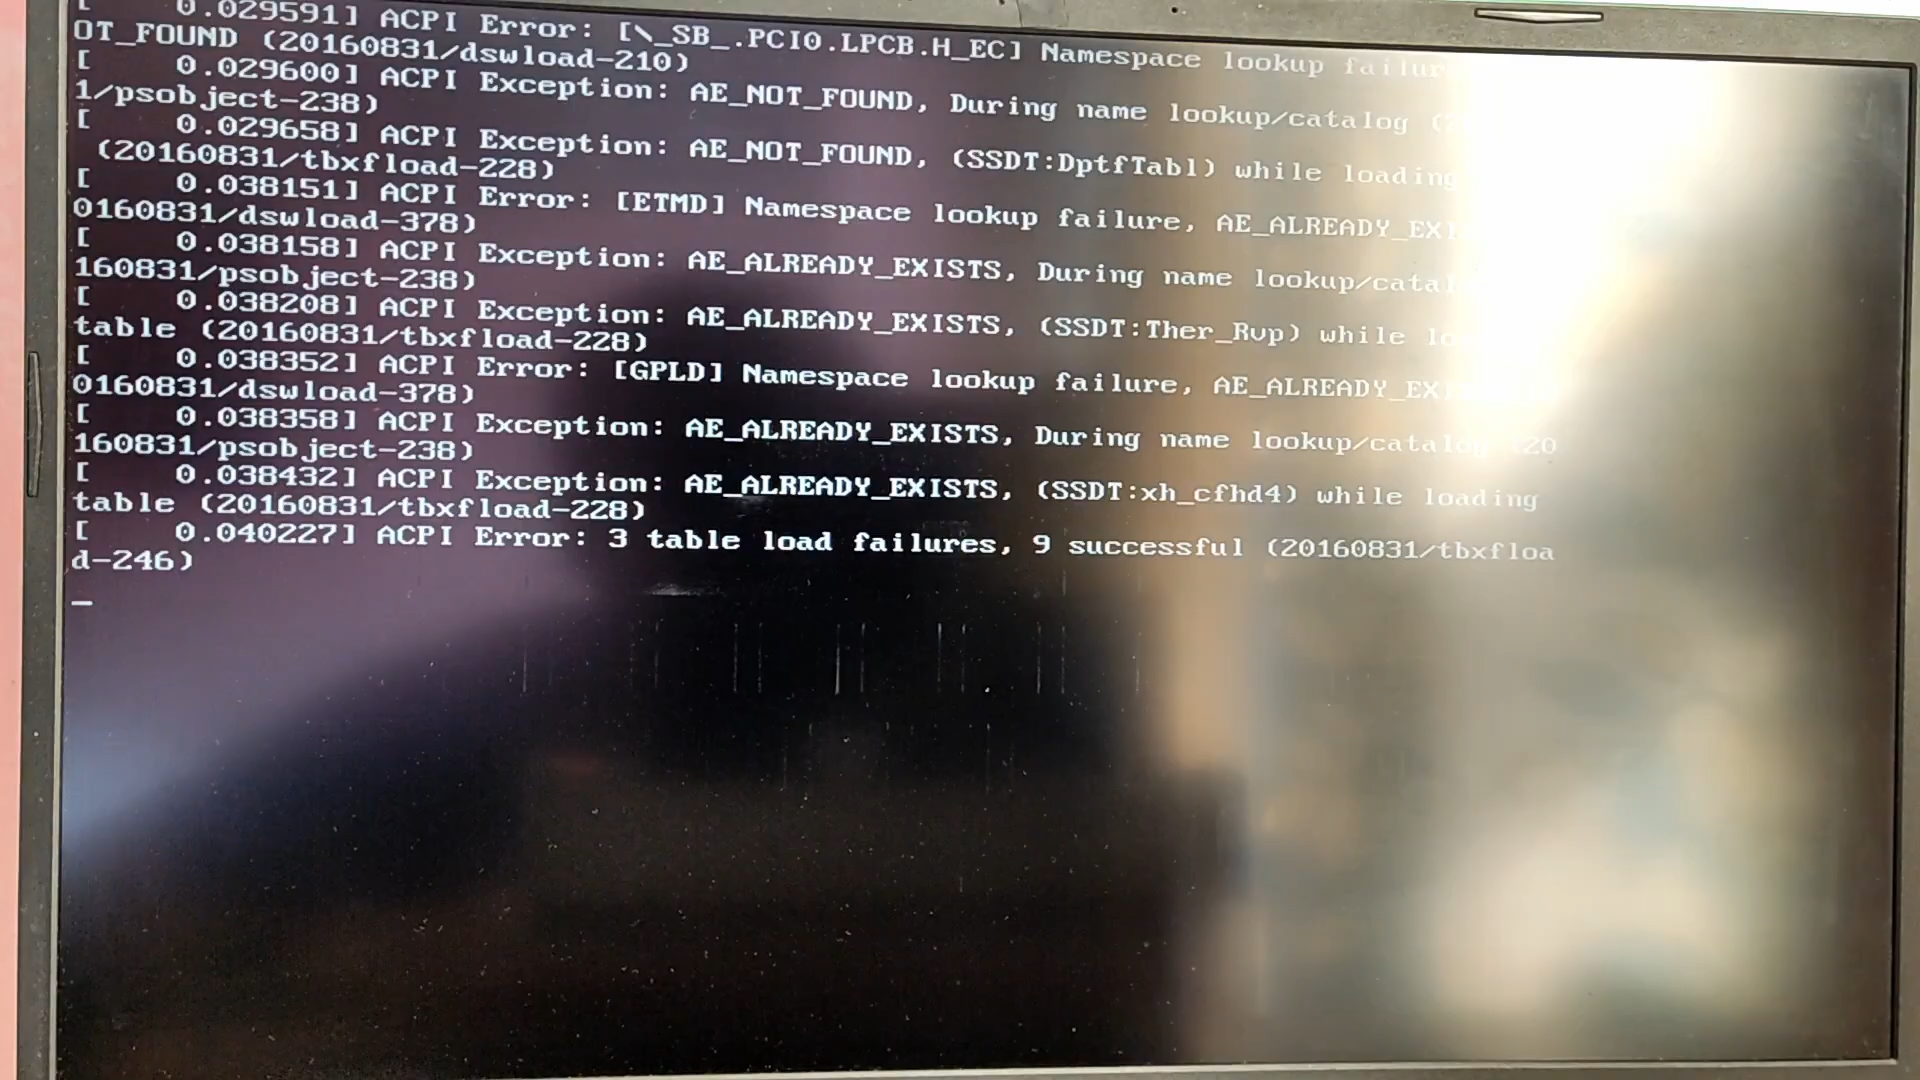 [    0.029591] ACPI Error: [\_SB_.PCI0.LPCB.H_EC] Namespace lookup failur
OT_FOUND (20160831/dswload-210)
[    0.029600] ACPI Exception: AE_NOT_FOUND, During name lookup/catalog (
1/psobject-238)
[    0.029658] ACPI Exception: AE_NOT_FOUND, (SSDT:DptfTabl) while loading
(20160831/tbxfload-228)
[    0.038151] ACPI Error: [ETMD] Namespace lookup failure, AE_ALREADY_EXI
0160831/dswload-378)
[    0.038158] ACPI Exception: AE_ALREADY_EXISTS, During name lookup/catal
160831/psobject-238)
[    0.038208] ACPI Exception: AE_ALREADY_EXISTS, (SSDT:Ther_Rvp) while lo
table (20160831/tbxfload-228)
[    0.038352] ACPI Error: [GPLD] Namespace lookup failure, AE_ALREADY_EXI
0160831/dswload-378)
[    0.038358] ACPI Exception: AE_ALREADY_EXISTS, During name lookup/catalog (20
160831/psobject-238)
[    0.038432] ACPI Exception: AE_ALREADY_EXISTS, (SSDT:xh_cfhd4) while loading
table (20160831/tbxfload-228)
[    0.040227] ACPI Error: 3 table load failures, 9 successful (20160831/tbxfloa
d-246)
_